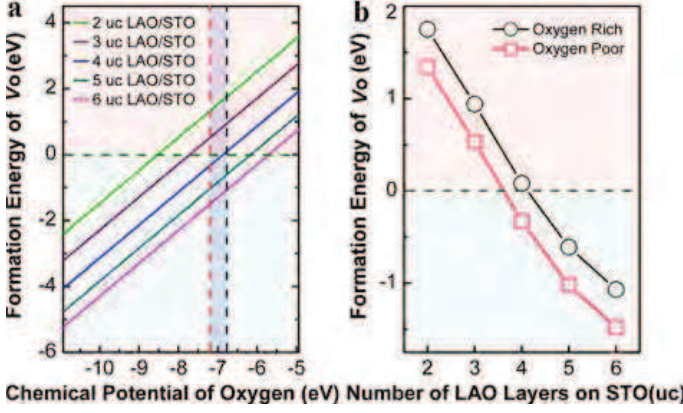 a
Formation Energy of Vo(eV)
4
2
0
-2
-4
-6
2 uc LAO/STO
3 uc LAO/STO
4 uc LAO/STO
5 uc LAO/STO
6 uc LAO/STO
-10 -9 -8 -7 -6 -5
Chemical Potential of Oxygen (eV)
b
Formation Energy of Vo (eV)
2
1
0
-1
Oxygen Rich
Oxygen Poor
2 3 4 5 6
Number of LAO Layers on STO(uc)